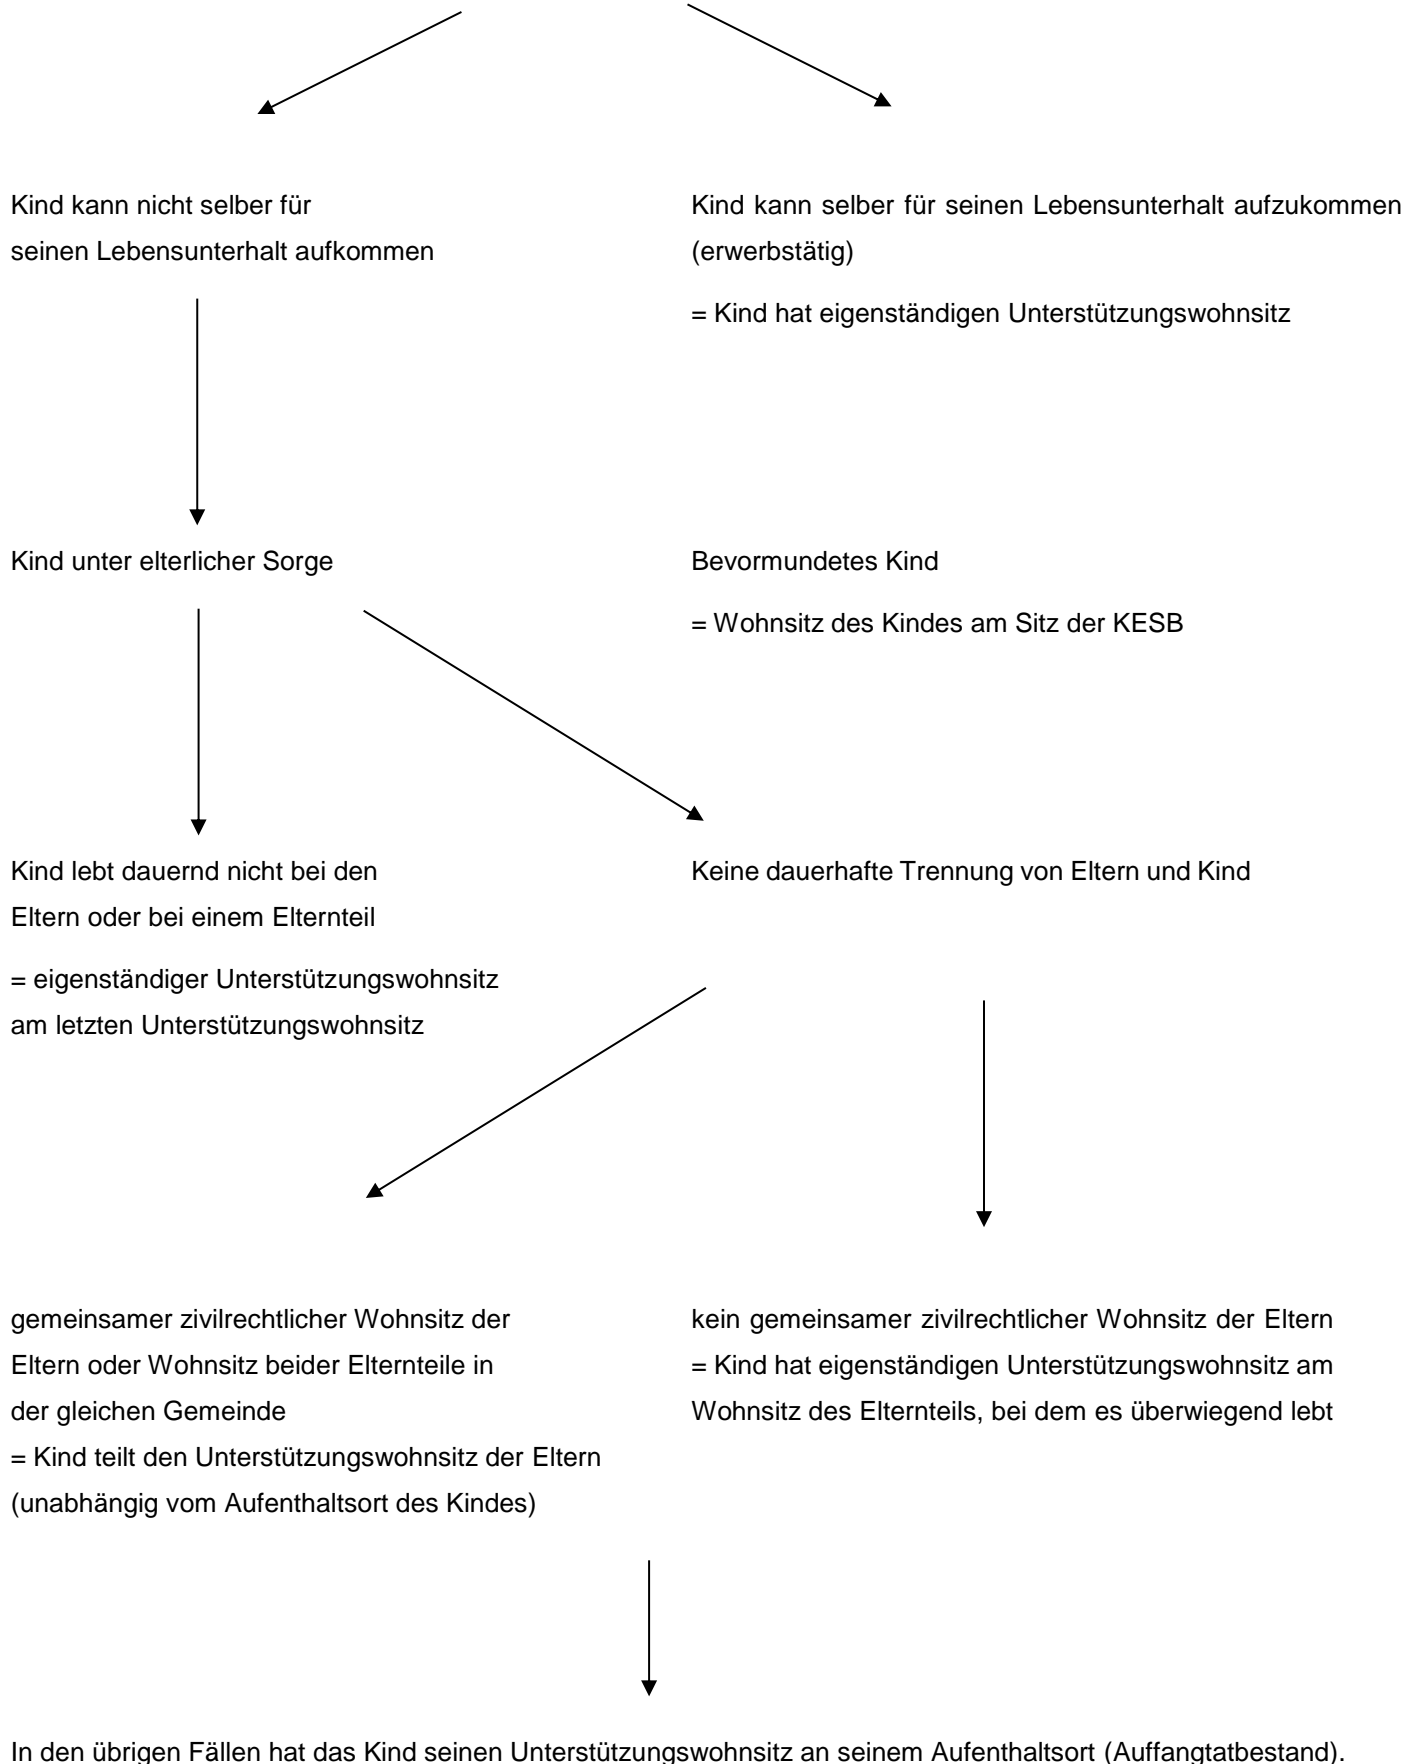 Kind kann nicht selber für
seinen Lebensunterhalt aufkommen
Kind kann selber für seinen Lebensunterhalt aufzukommen
(erwerbstätig)
= Kind hat eigenständigen Unterstützungswohnsitz
Kind unter elterlicher Sorge
Bevormundetes Kind
= Wohnsitz des Kindes am Sitz der KESB
Kind lebt dauernd nicht bei den
Eltern oder bei einem Elternteil
= eigenständiger Unterstützungswohnsitz
am letzten Unterstützungswohnsitz
Keine dauerhafte Trennung von Eltern und Kind
gemeinsamer zivilrechtlicher Wohnsitz der
Eltern oder Wohnsitz beider Elternteile in
der gleichen Gemeinde
= Kind teilt den Unterstützungswohnsitz der Eltern
(unabhängig vom Aufenthaltsort des Kindes)
kein gemeinsamer zivilrechtlicher Wohnsitz der Eltern
= Kind hat eigenständigen Unterstützungswohnsitz am
Wohnsitz des Elternteils, bei dem es überwiegend lebt
In den übrigen Fällen hat das Kind seinen Unterstützungswohnsitz an seinem Aufenthaltsort (Auffangtatbestand).